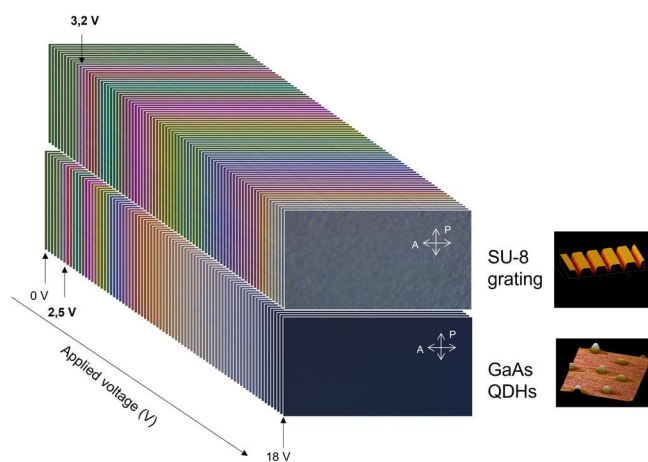 3,2 V
P
A
SU-8
grating
0 V
2,5 V
P
A
GaAs
QDHs
Applied voltage (V)
18 V